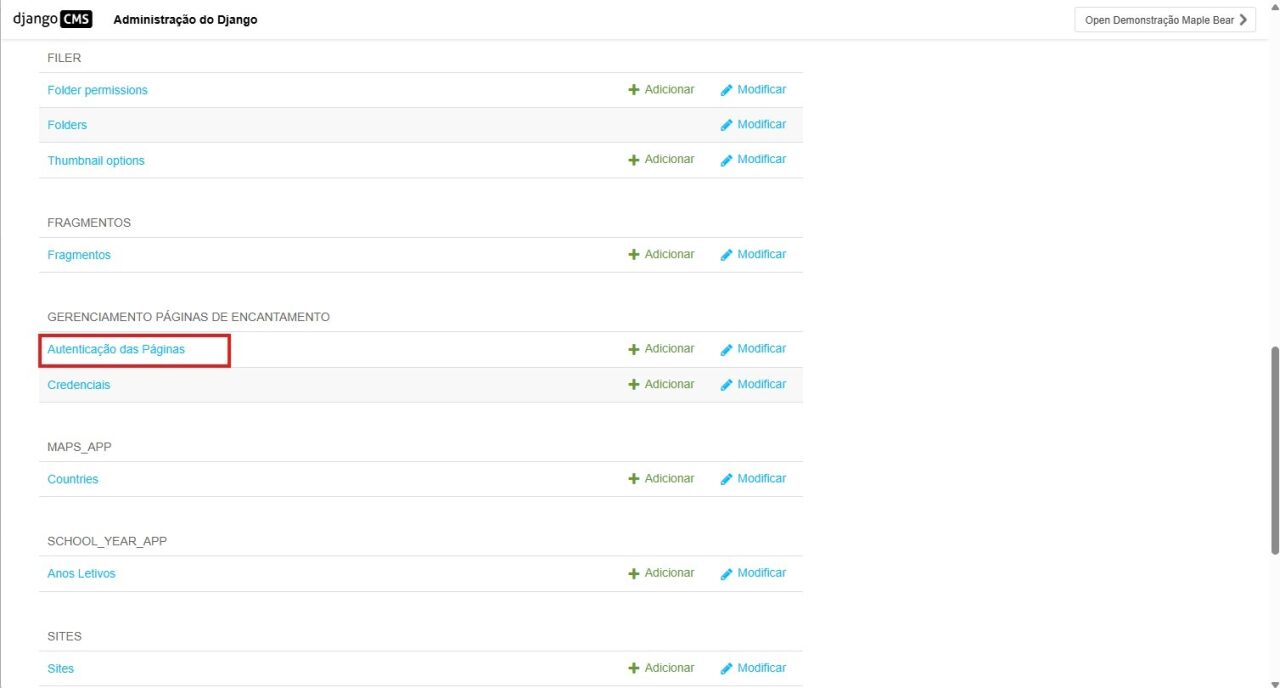 django CMS Administração do Django Open Demonstração Maple Bear
FILER
Folder permissions Adicionar Modificar
Folders Modificar
Thumbnail options Adicionar Modificar
FRAGMENTOS
Fragmentos Adicionar Modificar
GERENCIAMENTO PÁGINAS DE ENCANTAMENTO
Autenticação das Páginas Adicionar Modificar
Credenciais Adicionar Modificar
MAPS_APP
Countries Adicionar Modificar
SCHOOL_YEAR_APP
Anos Letivos Adicionar Modificar
SITES
Sites Adicionar Modificar